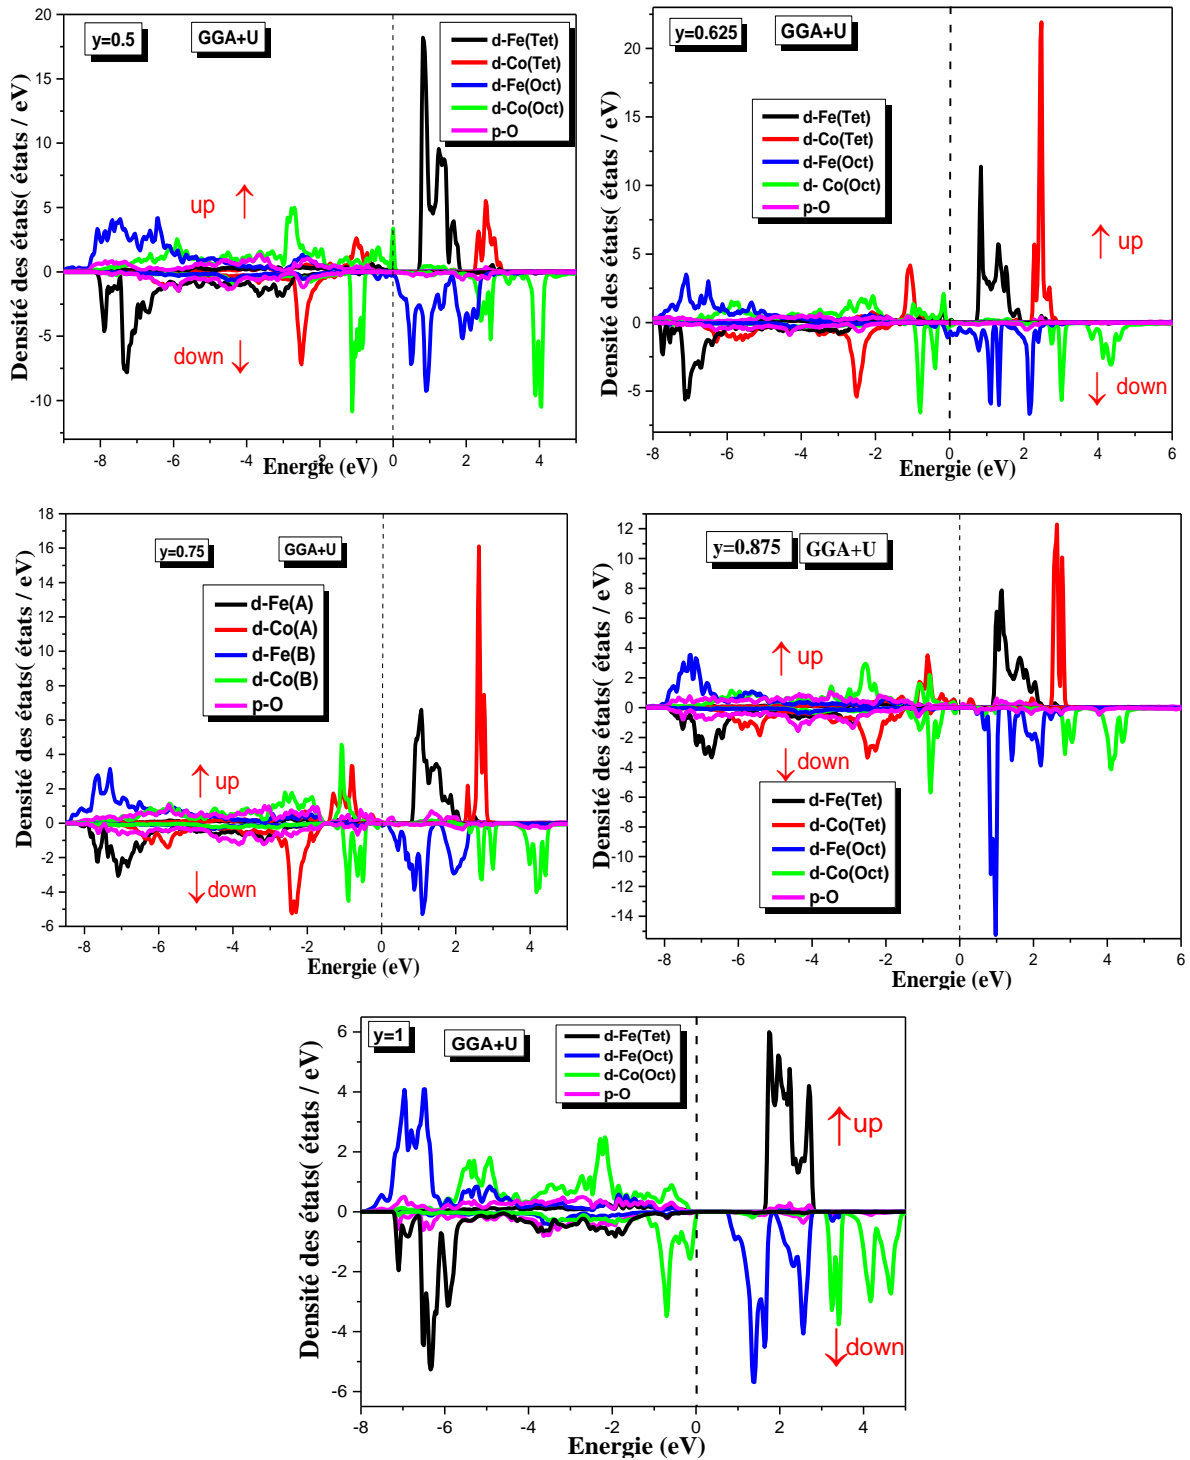 y=0.5
GGA+U
d-Fe(Tet)
d-Co(Tet)
d-Fe(Oct)
d-Co(Oct)
p-O
up
down
20
15
10
5
0
-5
-10
-8
-6
-4
-2
0
2
4
Densité des états( états / eV)
Energie (eV)
y=0.625
GGA+U
d-Fe(Tet)
d-Co(Tet)
d-Fe(Oct)
d- Co(Oct)
p-O
up
down
20
15
10
5
0
-5
-8
-6
-4
-2
0
2
4
6
Densité des états( états / eV)
Energie (eV)
y=0.75
GGA+U
d-Fe(A)
d-Co(A)
d-Fe(B)
d-Co(B)
p-O
up
down
18
16
14
12
10
8
6
4
2
0
-2
-4
-6
-8
-6
-4
-2
0
2
4
Densité des états( états / eV)
Energie (eV)
y=0.875
GGA+U
up
down
d-Fe(Tet)
d-Co(Tet)
d-Fe(Oct)
d-Co(Oct)
p-O
12
10
8
6
4
2
0
-2
-4
-6
-8
-10
-12
-14
-8
-6
-4
-2
0
2
4
6
Densité des états( états / eV)
Energie (eV)
y=1
GGA+U
d-Fe(Tet)
d-Fe(Oct)
d-Co(Oct)
p-O
up
down
6
4
2
0
-2
-4
-6
-8
-6
-4
-2
0
2
4
Densité des états( états / eV)
Energie (eV)